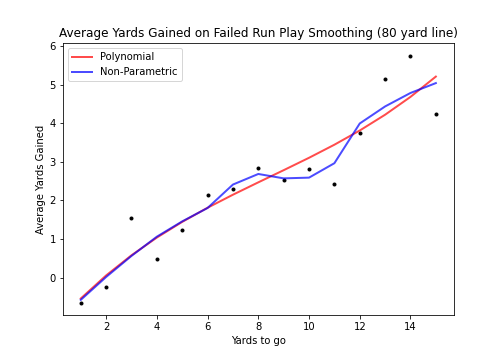 Average Yards Gained on Failed Run Play Smoothing (80 yard line)
Polynomial
Non-Parametric
6
5
4
3
2
1
0
Average Yards Gained
2 4 6 8 10 12 14
Yards to go